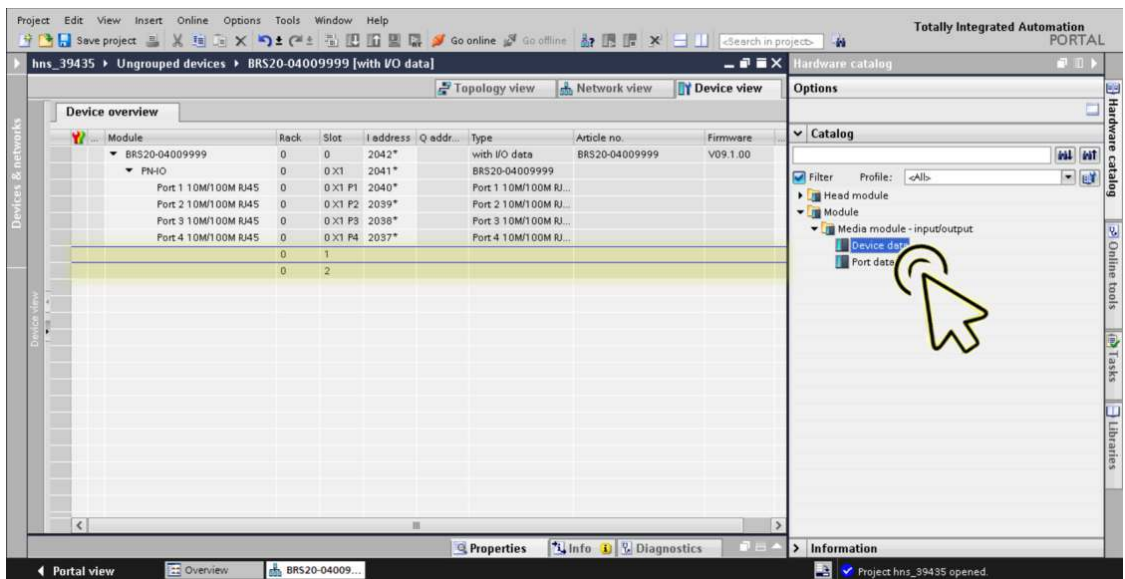 Project Edit View Insert Online Options Tools Window Help
Totally Integrated Automation
PORTAL
Save project Go online Go offline <Search in project>
hns_39435 ▸ Ungrouped devices ▸ BRS20-04009999 [with I/O data]
Hardware catalog
Topology view Network view Device view
Options
Device overview
... Module Rack Slot I address Q addr... Type Article no. Firmware ...
BRS20-04009999 0 0 2042* with I/O data BRS20-04009999 V09.1.00
PN-IO 0 0 X1 2041* BRS20-04009999
Port 1 10M/100M RJ45 0 0 X1 P1 2040* Port 1 10M/100M RJ...
Port 2 10M/100M RJ45 0 0 X1 P2 2039* Port 2 10M/100M RJ...
Port 3 10M/100M RJ45 0 0 X1 P3 2038* Port 3 10M/100M RJ...
Port 4 10M/100M RJ45 0 0 X1 P4 2037* Port 4 10M/100M RJ...
0 1
0 2
Catalog
Filter Profile: <All>
Head module
Module
Media module - input/output
Device data
Port data
Information
Devices & networks
Device view
Hardware catalog
Online tools
Tasks
Libraries
Properties Info Diagnostics
Portal view Overview BRS20-04009... Project hns_39435 opened.